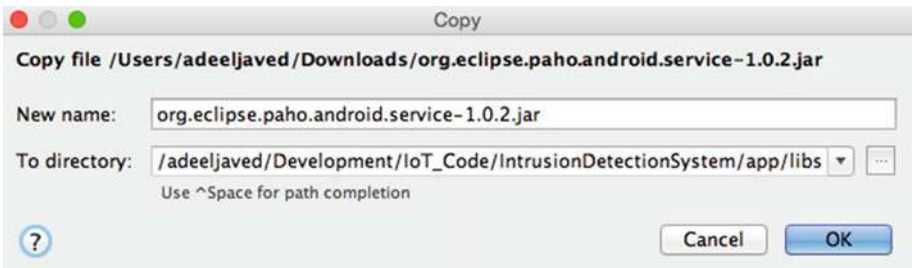 Copy
Copy file /Users/adeeljaved/Downloads/org.eclipse.paho.android.service-1.0.2.jar
New name: org.eclipse.paho.android.service-1.0.2.jar
To directory: /adeeljaved/Development/IoT_Code/IntrusionDetectionSystem/app/libs ...
Use ^Space for path completion
? Cancel OK